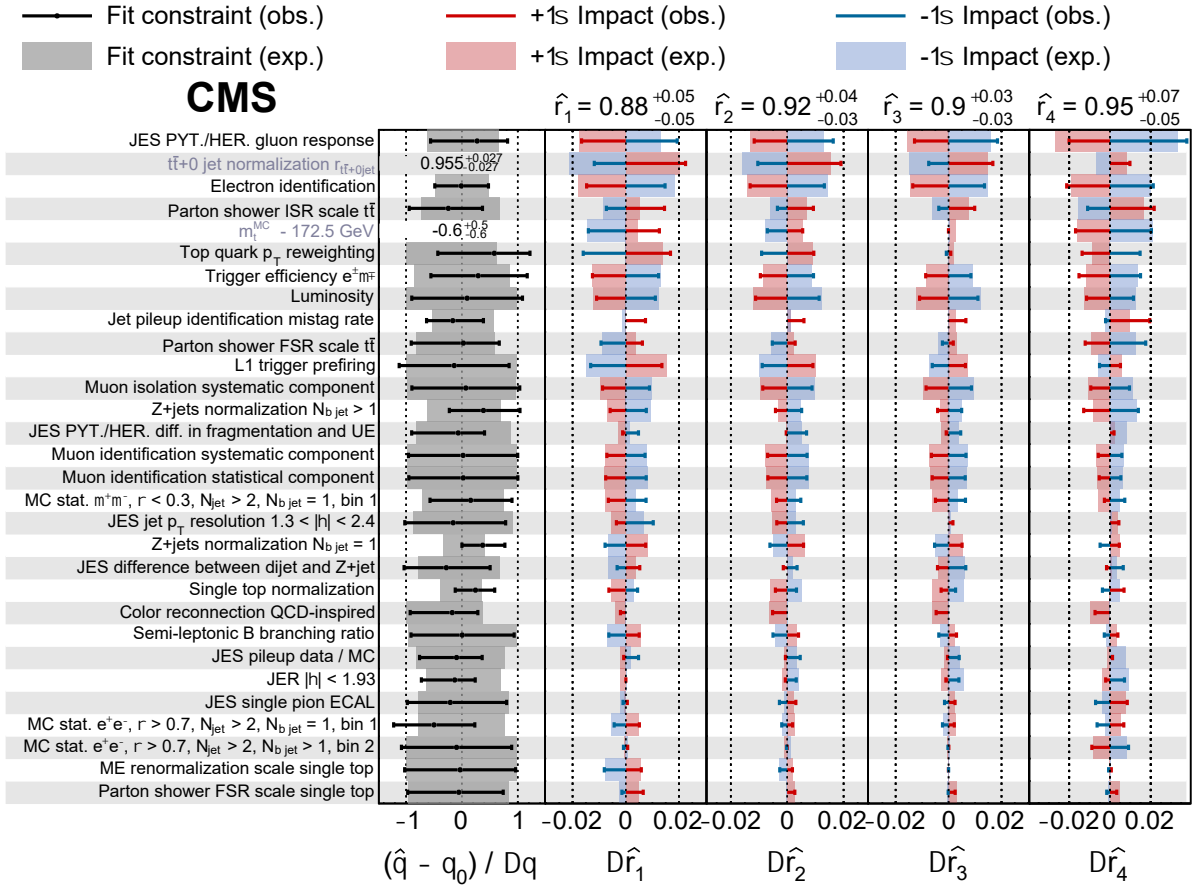 Fit constraint (obs.) +1s Impact (obs.) -1s Impact (obs.)
Fit constraint (exp.) +1s Impact (exp.) -1s Impact (exp.)
CMS
r̂₁ = 0.88 +0.05 -0.05
r̂₂ = 0.92 +0.04 -0.03
r̂₃ = 0.9 +0.03 -0.03
r̂₄ = 0.95 +0.07 -0.05
JES PYT./HER. gluon response
tt̄+0 jet normalization r tt̄+0jet 0.955 +0.027 -0.027
Electron identification
Parton shower ISR scale tt̄
m_t^MC - 172.5 GeV -0.6 +0.5 -0.6
Top quark p_T reweighting
Trigger efficiency e±m∓
Luminosity
Jet pileup identification mistag rate
Parton shower FSR scale tt̄
L1 trigger prefiring
Muon isolation systematic component
Z+jets normalization N_b jet > 1
JES PYT./HER. diff. in fragmentation and UE
Muon identification systematic component
Muon identification statistical component
MC stat. m⁺m⁻, r < 0.3, N_jet > 2, N_b jet = 1, bin 1
JES jet p_T resolution 1.3 < |h| < 2.4
Z+jets normalization N_b jet = 1
JES difference between dijet and Z+jet
Single top normalization
Color reconnection QCD-inspired
Semi-leptonic B branching ratio
JES pileup data / MC
JER |h| < 1.93
JES single pion ECAL
MC stat. e⁺e⁻, r > 0.7, N_jet > 2, N_b jet = 1, bin 1
MC stat. e⁺e⁻, r > 0.7, N_jet > 2, N_b jet > 1, bin 2
ME renormalization scale single top
Parton shower FSR scale single top
−1 0 1 −0.02 0 0.02 −0.02 0 0.02 −0.02 0 0.02 −0.02 0 0.02
(q̂ - q₀) / Dq Dr̂₁ Dr̂₂ Dr̂₃ Dr̂₄